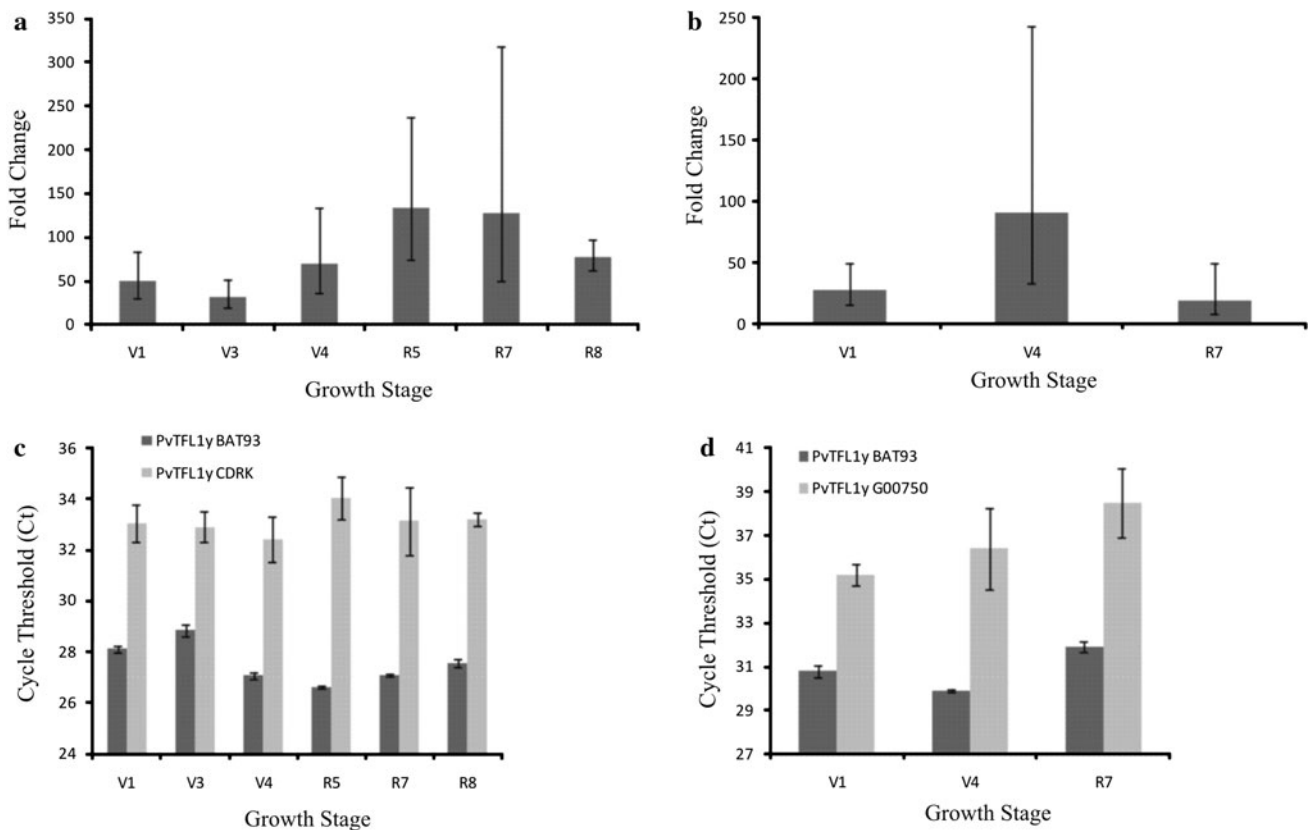 a
350
300
250
200
150
100
50
0
Fold Change
V1 V3 V4 R5 R7 R8
Growth Stage
b
250
200
150
100
50
0
Fold Change
V1 V4 R7
Growth Stage
c
PvTFL1y BAT93
PvTFL1y CDRK
36
34
32
30
28
26
24
Cycle Threshold (Ct)
V1 V3 V4 R5 R7 R8
Growth Stage
d
PvTFL1y BAT93
PvTFL1y G00750
41
39
37
35
33
31
29
27
Cycle Threshold (Ct)
V1 V4 R7
Growth Stage